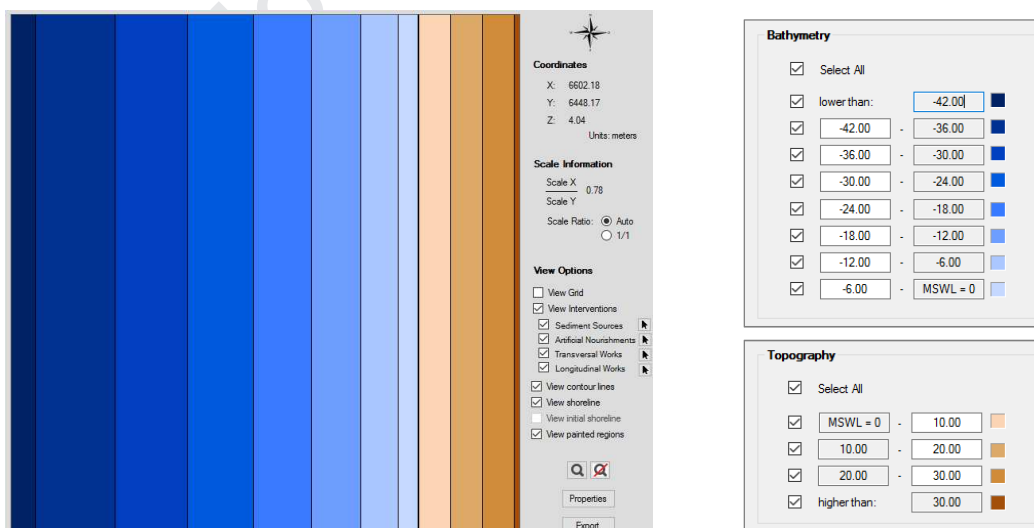 Coordinates
X: 6602.18
Y: 6448.17
Z: 4.04
Units: meters
Scale Information
Scale X
0.78
Scale Y
Scale Ratio: Auto
1/1
View Options
View Grid
View Interventions
Sediment Sources
Artificial Nourishments
Transversal Works
Longitudinal Works
View contour lines
View shoreline
View initial shoreline
View painted regions
Properties
Export
Bathymetry
Select All
lower than: -42.00
-42.00 - -36.00
-36.00 - -30.00
-30.00 - -24.00
-24.00 - -18.00
-18.00 - -12.00
-12.00 - -6.00
-6.00 - MSWL = 0
Topography
Select All
MSWL = 0 - 10.00
10.00 - 20.00
20.00 - 30.00
higher than: 30.00